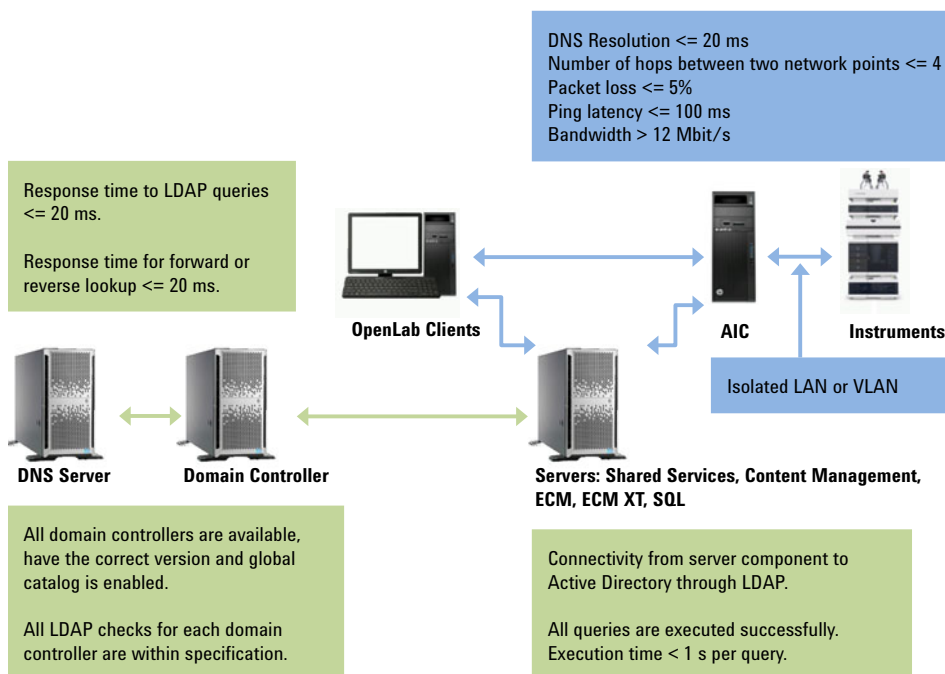 DNS Resolution <= 20 ms
Number of hops between two network points <= 4
Packet loss <= 5%
Ping latency <= 100 ms
Bandwidth > 12 Mbit/s
Response time to LDAP queries
<= 20 ms.
Response time for forward or
reverse lookup <= 20 ms.
OpenLab Clients
AIC
Instruments
Isolated LAN or VLAN
DNS Server
Domain Controller
Servers: Shared Services, Content Management,
ECM, ECM XT, SQL
All domain controllers are available,
have the correct version and global
catalog is enabled.
All LDAP checks for each domain
controller are within specification.
Connectivity from server component to
Active Directory through LDAP.
All queries are executed successfully.
Execution time < 1 s per query.